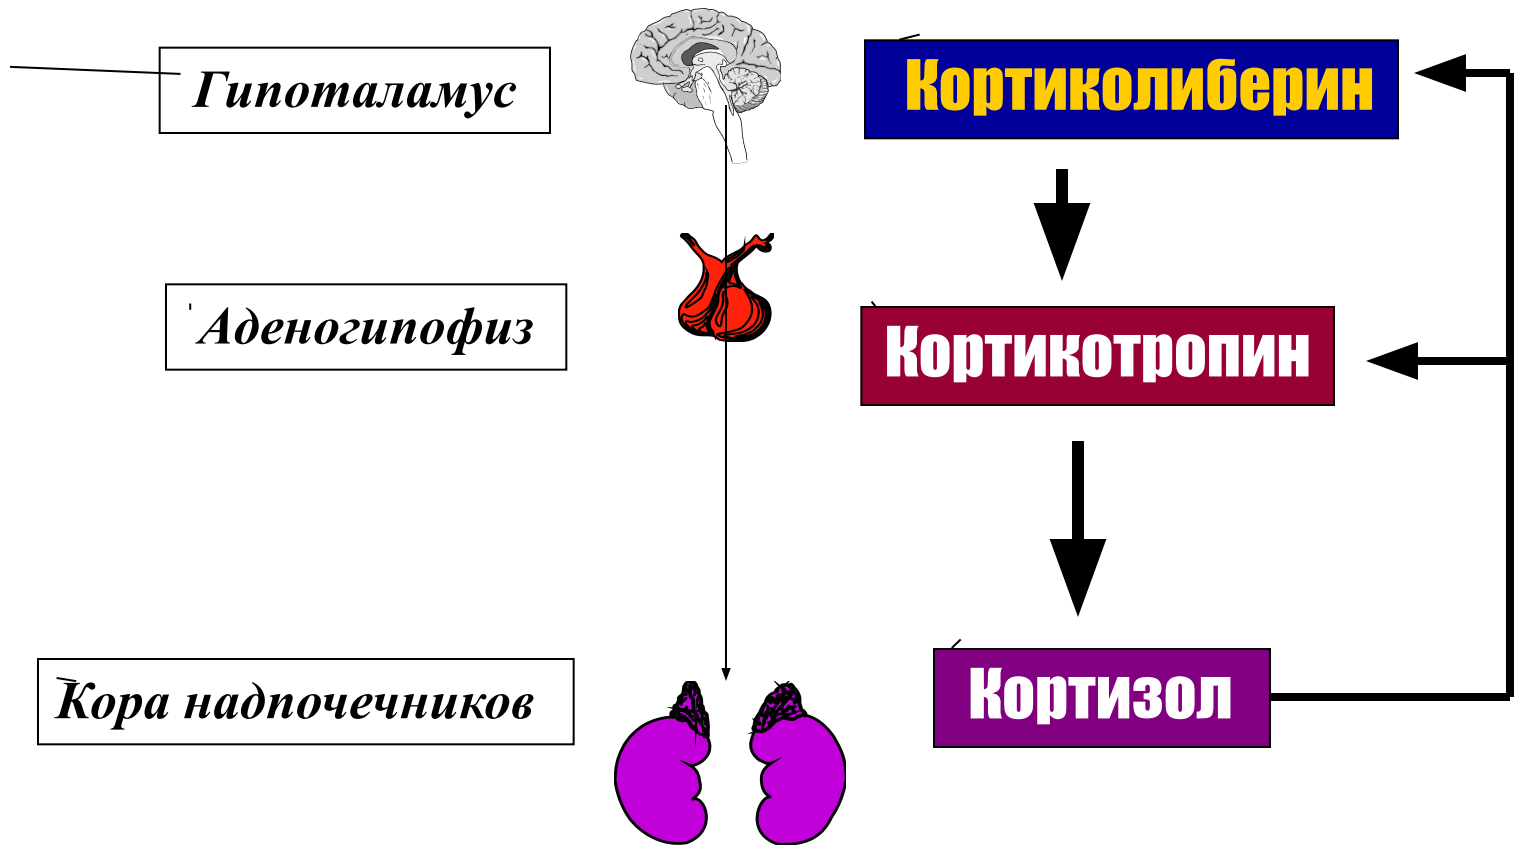 Гипоталамус
Кортиколиберин
Аденогипофиз
Кортикотропин
Кора надпочечников
Кортизол